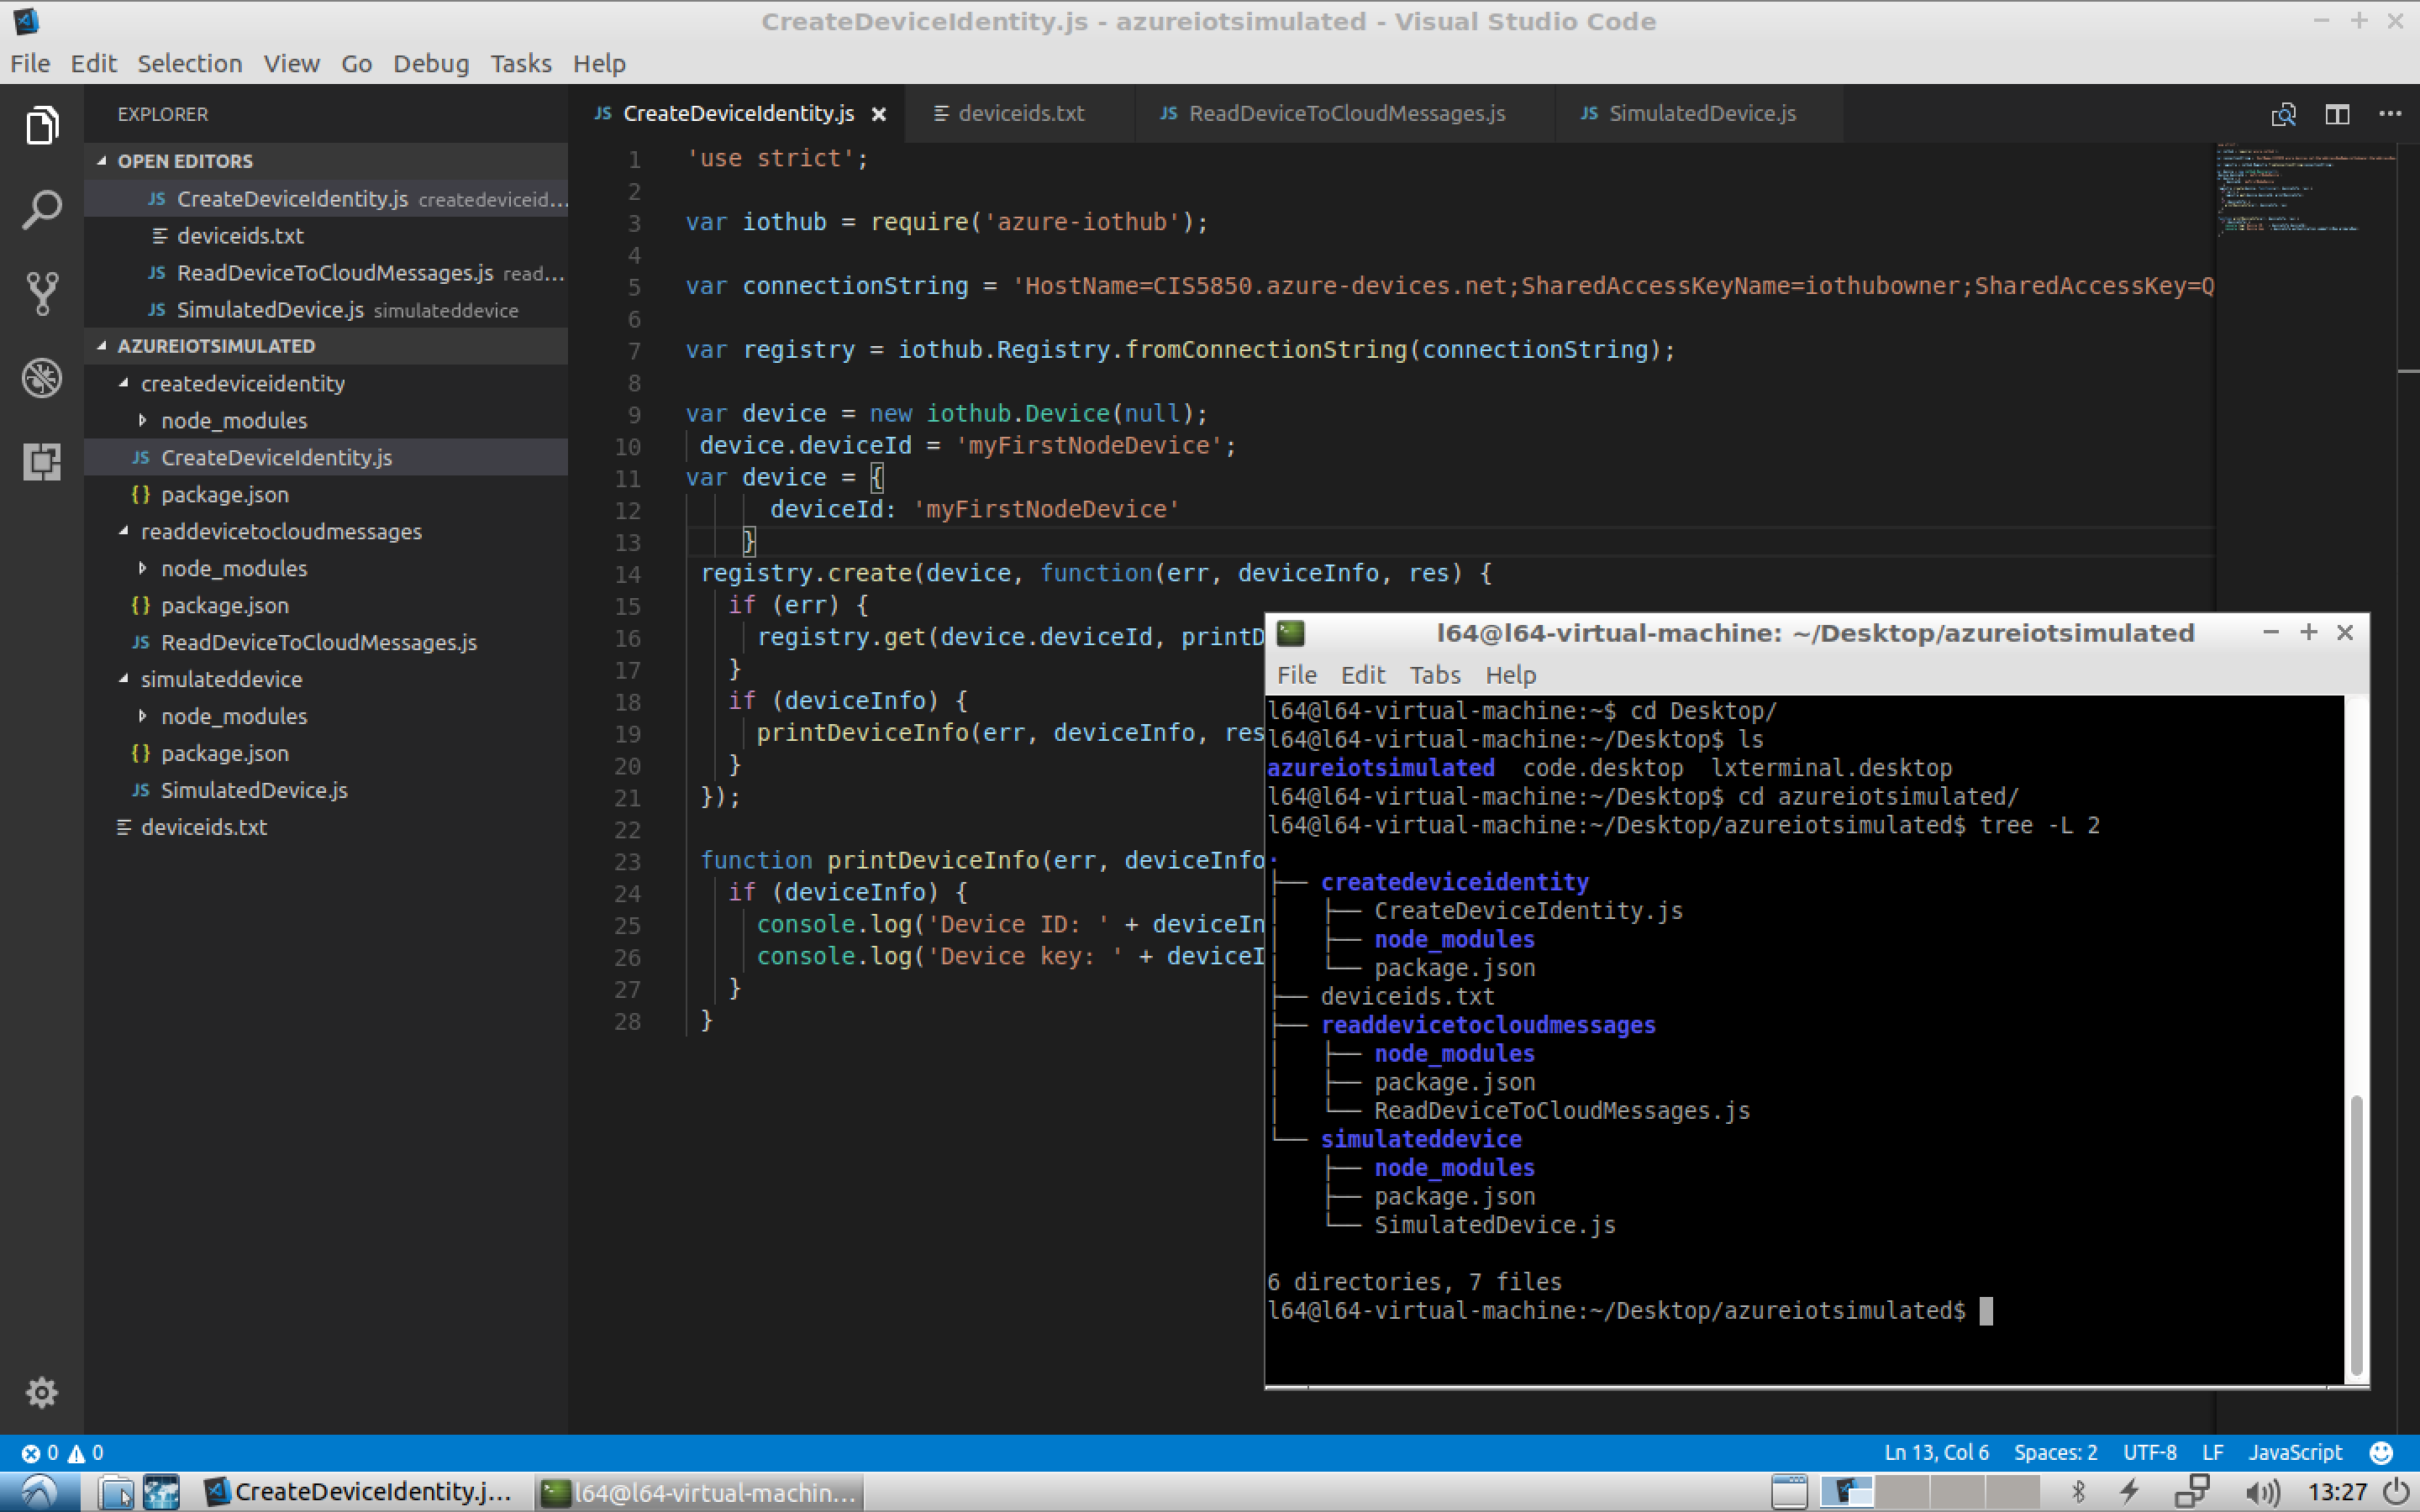 CreateDeviceIdentity.js - azureiotsimulated - Visual Studio Code
File Edit Selection View Go Debug Tasks Help
EXPLORER
OPEN EDITORS
JS CreateDeviceIdentity.js createdeviceid...
deviceids.txt
JS ReadDeviceToCloudMessages.js read...
JS SimulatedDevice.js simulateddevice
AZUREIOTSIMULATED
createdeviceidentity
node_modules
JS CreateDeviceIdentity.js
{} package.json
readdevicetocloudmessages
node_modules
{} package.json
JS ReadDeviceToCloudMessages.js
simulateddevice
node_modules
{} package.json
JS SimulatedDevice.js
deviceids.txt
JS CreateDeviceIdentity.js deviceids.txt JS ReadDeviceToCloudMessages.js JS SimulatedDevice.js
1 'use strict';
2
3 var iothub = require('azure-iothub');
4
5 var connectionString = 'HostName=CIS5850.azure-devices.net;SharedAccessKeyName=iothubowner;SharedAccessKey=Q
6
7 var registry = iothub.Registry.fromConnectionString(connectionString);
8
9 var device = new iothub.Device(null);
10 device.deviceId = 'myFirstNodeDevice';
11 var device = {
12 deviceId: 'myFirstNodeDevice'
13 }
14 registry.create(device, function(err, deviceInfo, res) {
15 if (err) {
16 registry.get(device.deviceId, printD
17 }
18 if (deviceInfo) {
19 printDeviceInfo(err, deviceInfo, res
20 }
21 });
22
23 function printDeviceInfo(err, deviceInfo
24 if (deviceInfo) {
25 console.log('Device ID: ' + deviceIn
26 console.log('Device key: ' + deviceI
27 }
28 }
l64@l64-virtual-machine: ~/Desktop/azureiotsimulated
File Edit Tabs Help
l64@l64-virtual-machine:~$ cd Desktop/
l64@l64-virtual-machine:~/Desktop$ ls
azureiotsimulated code.desktop lxterminal.desktop
l64@l64-virtual-machine:~/Desktop$ cd azureiotsimulated/
l64@l64-virtual-machine:~/Desktop/azureiotsimulated$ tree -L 2
.
├── createdeviceidentity
│   ├── CreateDeviceIdentity.js
│   ├── node_modules
│   └── package.json
├── deviceids.txt
├── readdevicetocloudmessages
│   ├── node_modules
│   ├── package.json
│   └── ReadDeviceToCloudMessages.js
└── simulateddevice
    ├── node_modules
    ├── package.json
    └── SimulatedDevice.js
6 directories, 7 files
l64@l64-virtual-machine:~/Desktop/azureiotsimulated$
0 0 Ln 13, Col 6 Spaces: 2 UTF-8 LF JavaScript
CreateDeviceIdentity.j... l64@l64-virtual-machin... 13:27